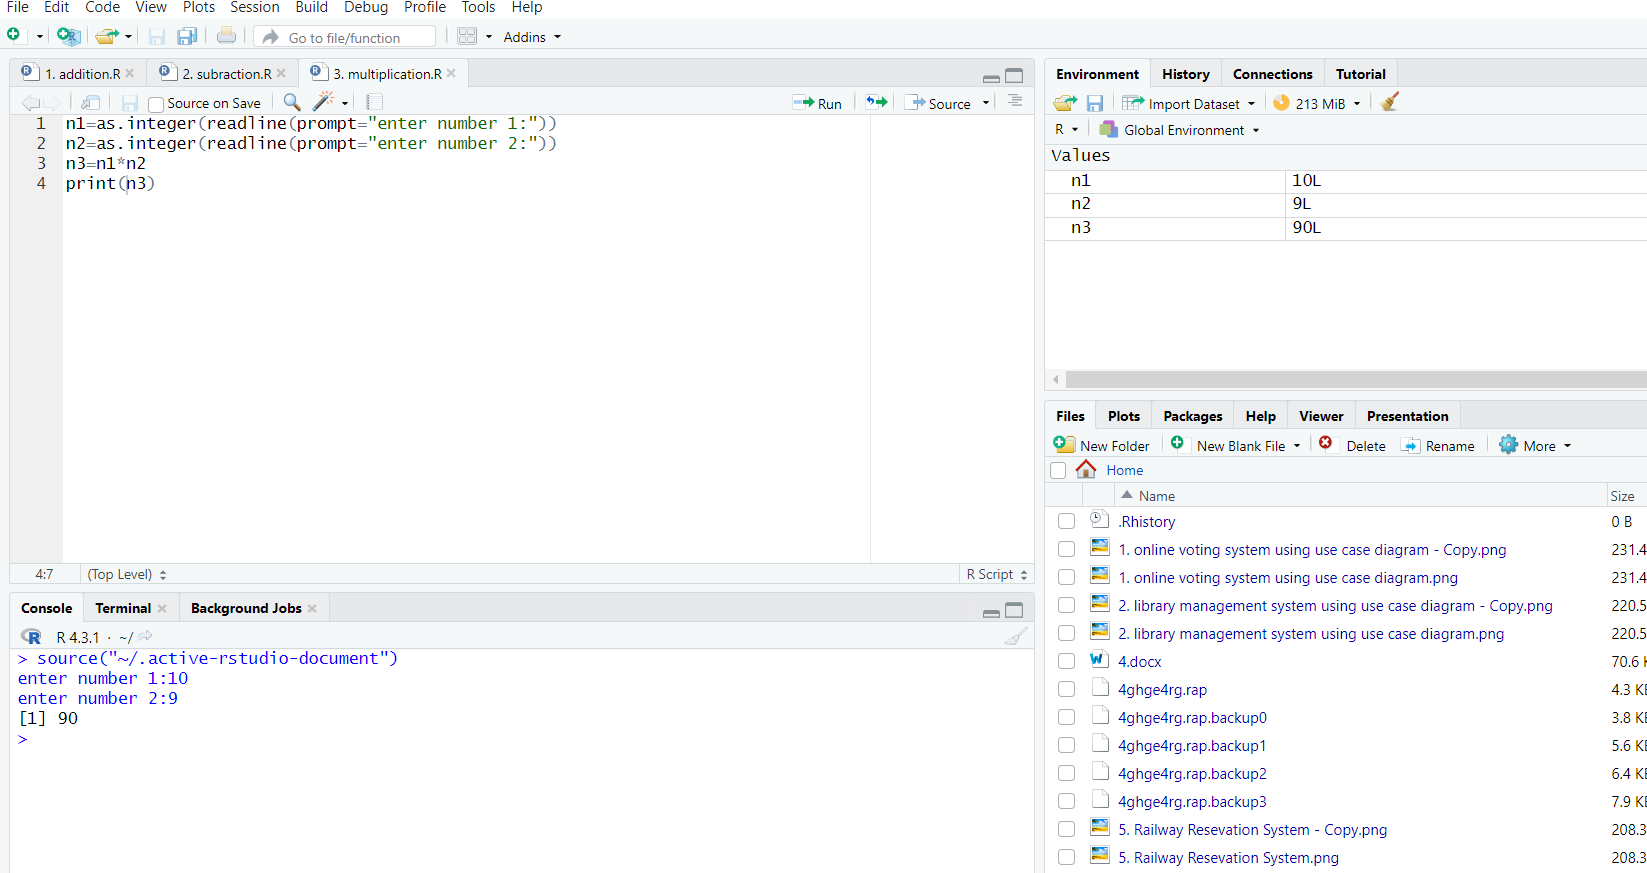 File Edit Code View Plots Session Build Debug Profile Tools Help
Go to file/function Addins
1. addition.R 2. subraction.R 3. multiplication.R
Source on Save Run Source
1 n1=as.integer(readline(prompt="enter number 1:"))
2 n2=as.integer(readline(prompt="enter number 2:"))
3 n3=n1*n2
4 print(n3)
4:7 (Top Level) R Script
Console Terminal Background Jobs
R 4.3.1 · ~/
> source("~/.active-rstudio-document")
enter number 1:10
enter number 2:9
[1] 90
>
Environment History Connections Tutorial
Import Dataset 213 MiB
R Global Environment
Values
n1 10L
n2 9L
n3 90L
Files Plots Packages Help Viewer Presentation
New Folder New Blank File Delete Rename More
Home
Name Size
.Rhistory 0 B
1. online voting system using use case diagram - Copy.png 231.4
1. online voting system using use case diagram.png 231.4
2. library management system using use case diagram - Copy.png 220.5
2. library management system using use case diagram.png 220.5
4.docx 70.6 K
4ghge4rg.rap 4.3 KB
4ghge4rg.rap.backup0 3.8 KB
4ghge4rg.rap.backup1 5.6 KB
4ghge4rg.rap.backup2 6.4 KB
4ghge4rg.rap.backup3 7.9 KB
5. Railway Resevation System - Copy.png 208.3
5. Railway Resevation System.png 208.3